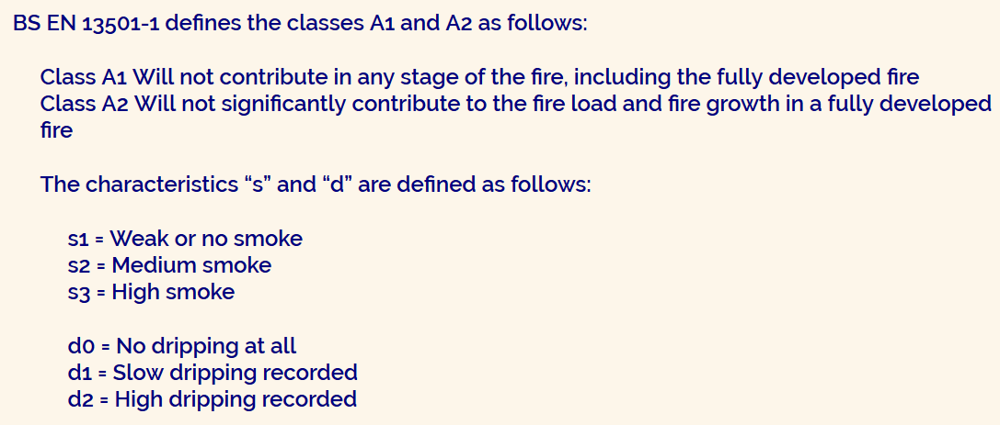 BS EN 13501-1 defines the classes A1 and A2 as follows:
Class A1 Will not contribute in any stage of the fire, including the fully developed fire
Class A2 Will not significantly contribute to the fire load and fire growth in a fully developed
fire
The characteristics “s” and “d” are defined as follows:
s1 = Weak or no smoke
s2 = Medium smoke
s3 = High smoke
d0 = No dripping at all
d1 = Slow dripping recorded
d2 = High dripping recorded